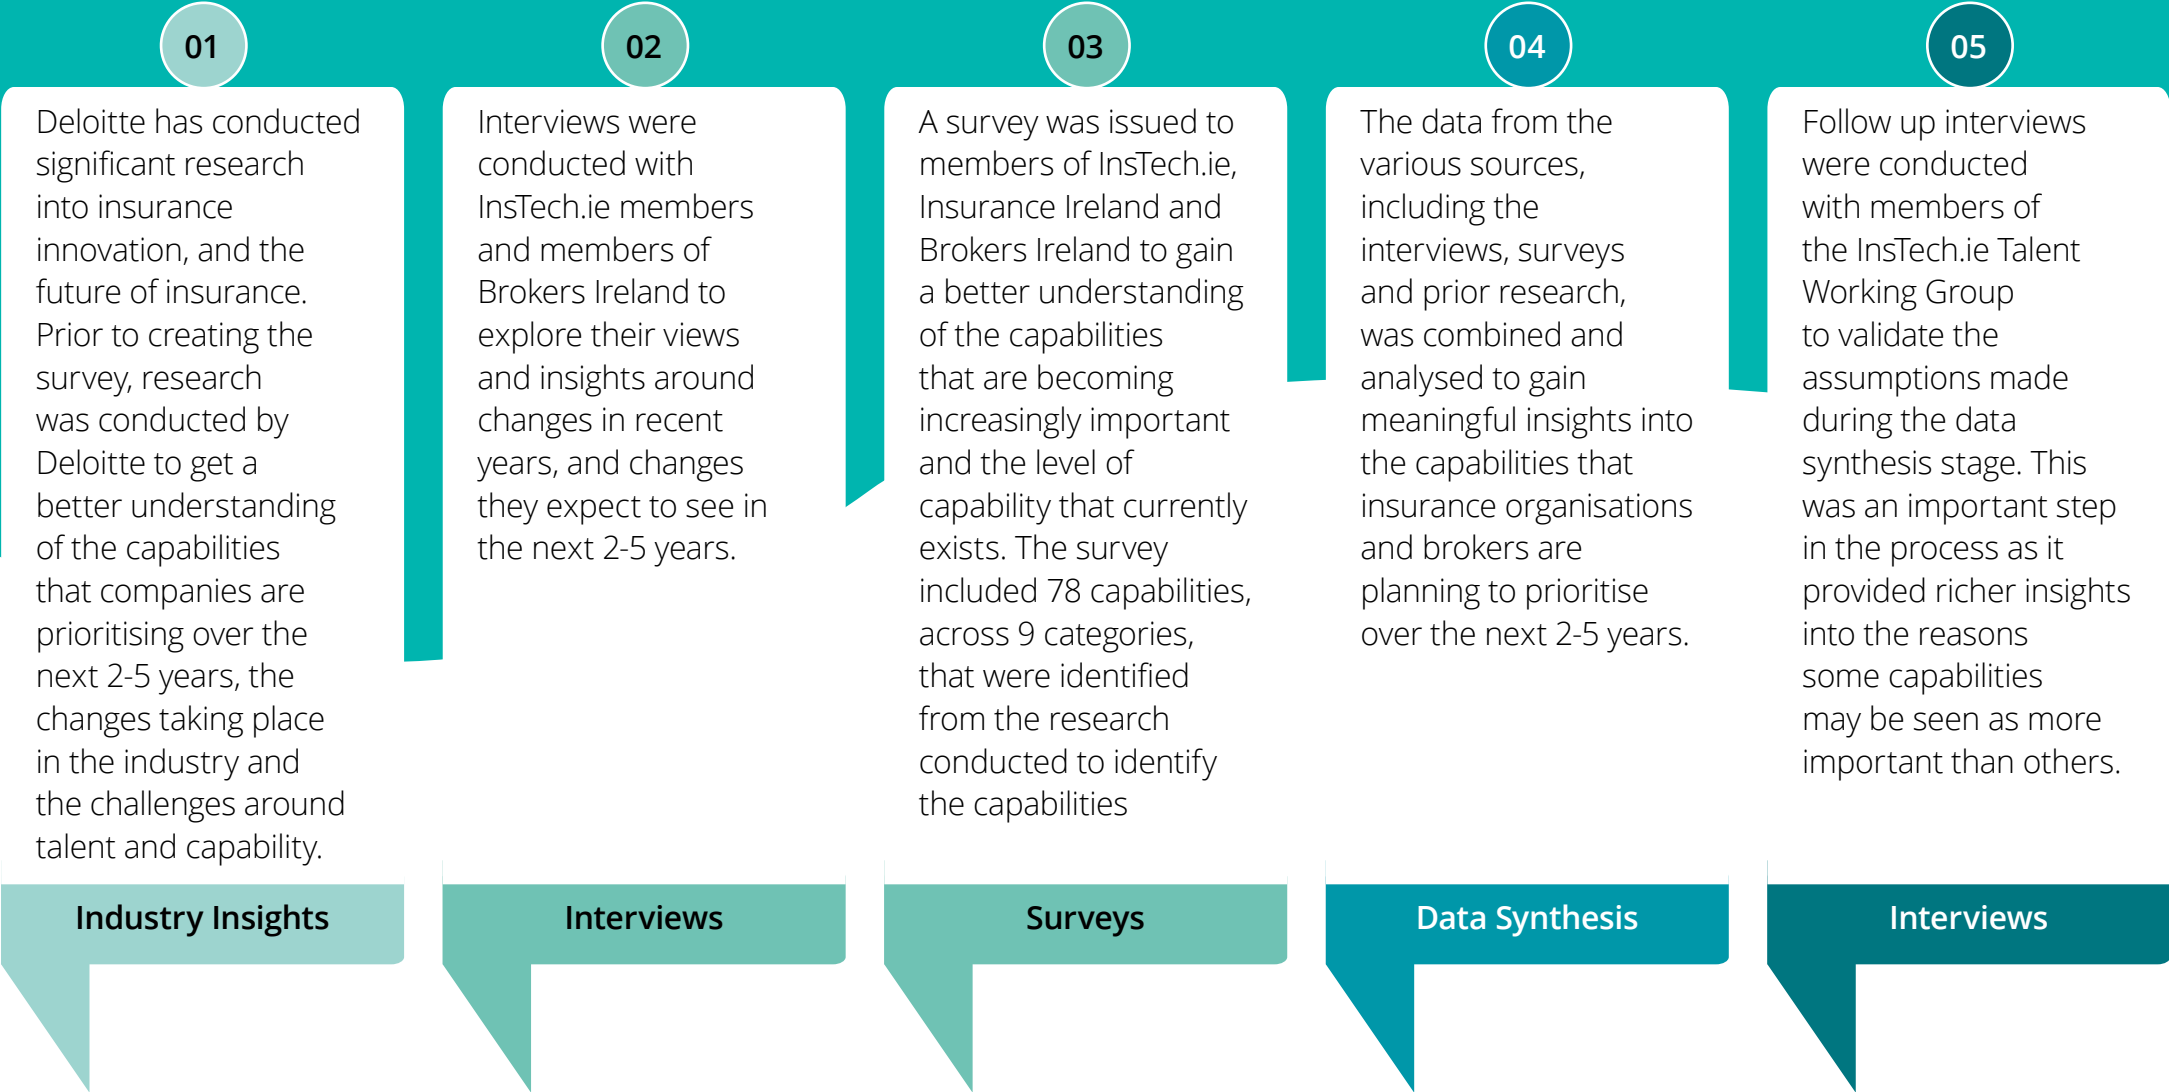 01
Deloitte has conducted
significant research
into insurance
innovation, and the
future of insurance.
Prior to creating the
survey, research
was conducted by
Deloitte to get a
better understanding
of the capabilities
that companies are
prioritising over the
next 2-5 years, the
changes taking place
in the industry and
the challenges around
talent and capability.
Industry Insights
02
Interviews were
conducted with
InsTech.ie members
and members of
Brokers Ireland to
explore their views
and insights around
changes in recent
years, and changes
they expect to see in
the next 2-5 years.
Interviews
03
A survey was issued to
members of InsTech.ie,
Insurance Ireland and
Brokers Ireland to gain
a better understanding
of the capabilities
that are becoming
increasingly important
and the level of
capability that currently
exists. The survey
included 78 capabilities,
across 9 categories,
that were identified
from the research
conducted to identify
the capabilities
Surveys
04
The data from the
various sources,
including the
interviews, surveys
and prior research,
was combined and
analysed to gain
meaningful insights into
the capabilities that
insurance organisations
and brokers are
planning to prioritise
over the next 2-5 years.
Data Synthesis
05
Follow up interviews
were conducted
with members of
the InsTech.ie Talent
Working Group
to validate the
assumptions made
during the data
synthesis stage. This
was an important step
in the process as it
provided richer insights
into the reasons
some capabilities
may be seen as more
important than others.
Interviews